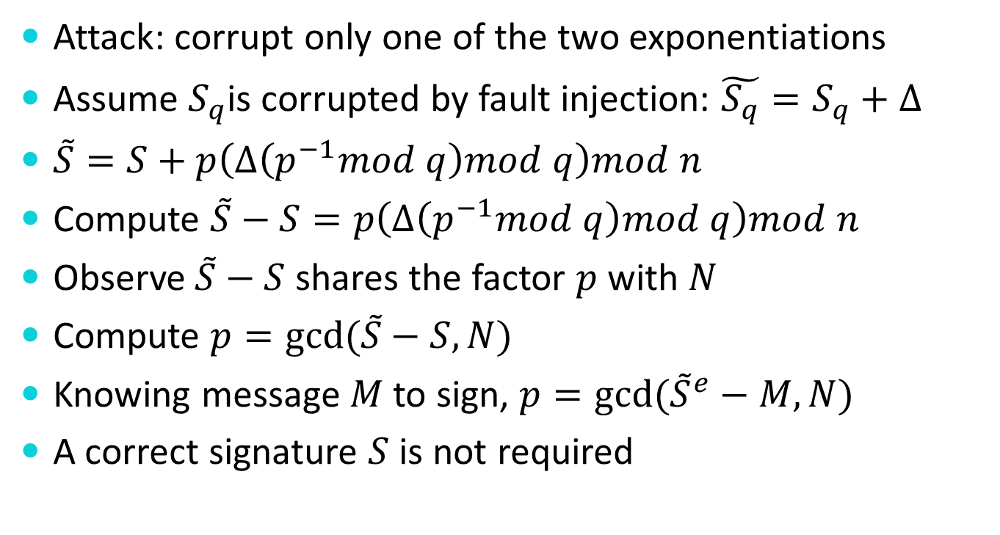 • Attack: corrupt only one of the two exponentiations
• Assume $S_q$is corrupted by fault injection: $\widetilde{S_q} = S_q + \Delta$
• $\tilde{S} = S + p(\Delta(p^{-1}mod\ q)mod\ q)mod\ n$
• Compute $\tilde{S} - S = p(\Delta(p^{-1}mod\ q)mod\ q)mod\ n$
• Observe $\tilde{S} - S$ shares the factor $p$ with $N$
• Compute $p = \gcd(\tilde{S} - S, N)$
• Knowing message $M$ to sign, $p = \gcd(\tilde{S}^e - M, N)$
• A correct signature $S$ is not required